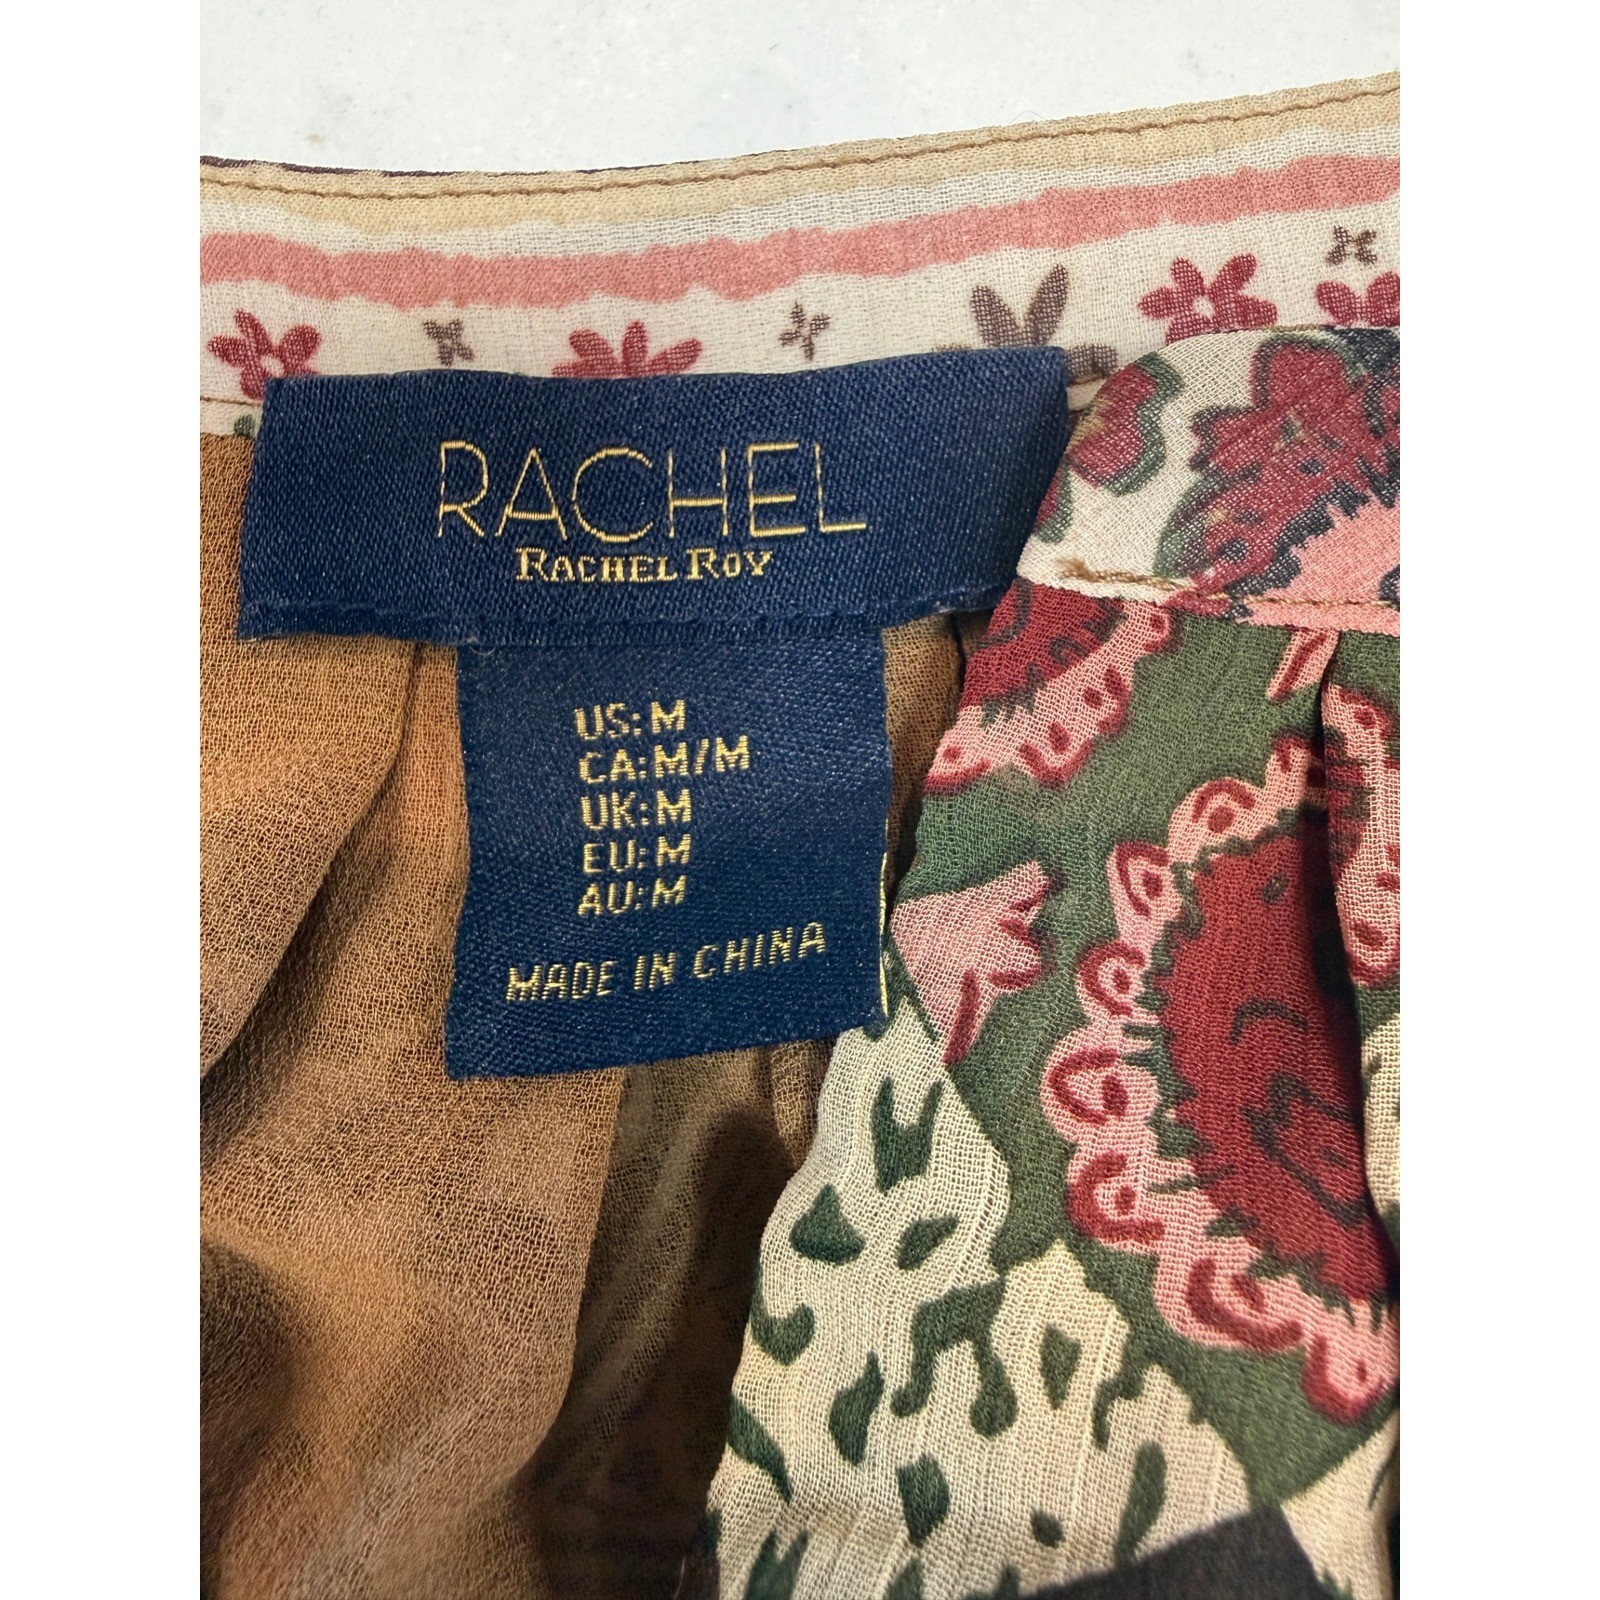 RACHEL
RACHEL ROY
US: M
CA: M/M
UK: M
EU: M
AU: M
MADE IN CHINA